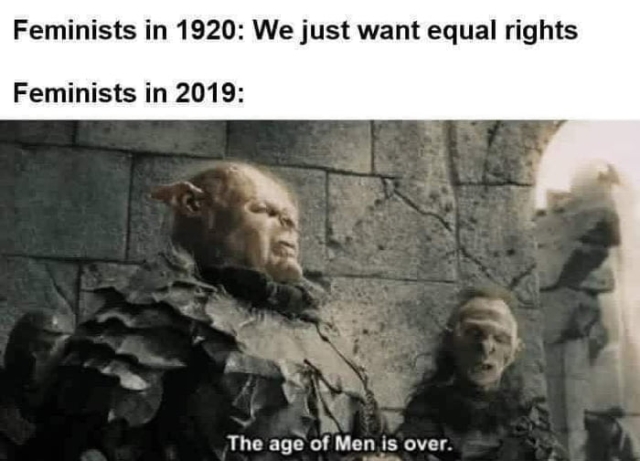 Feminists in 1920: We just want equal rights
Feminists in 2019:
The age of Men is over.